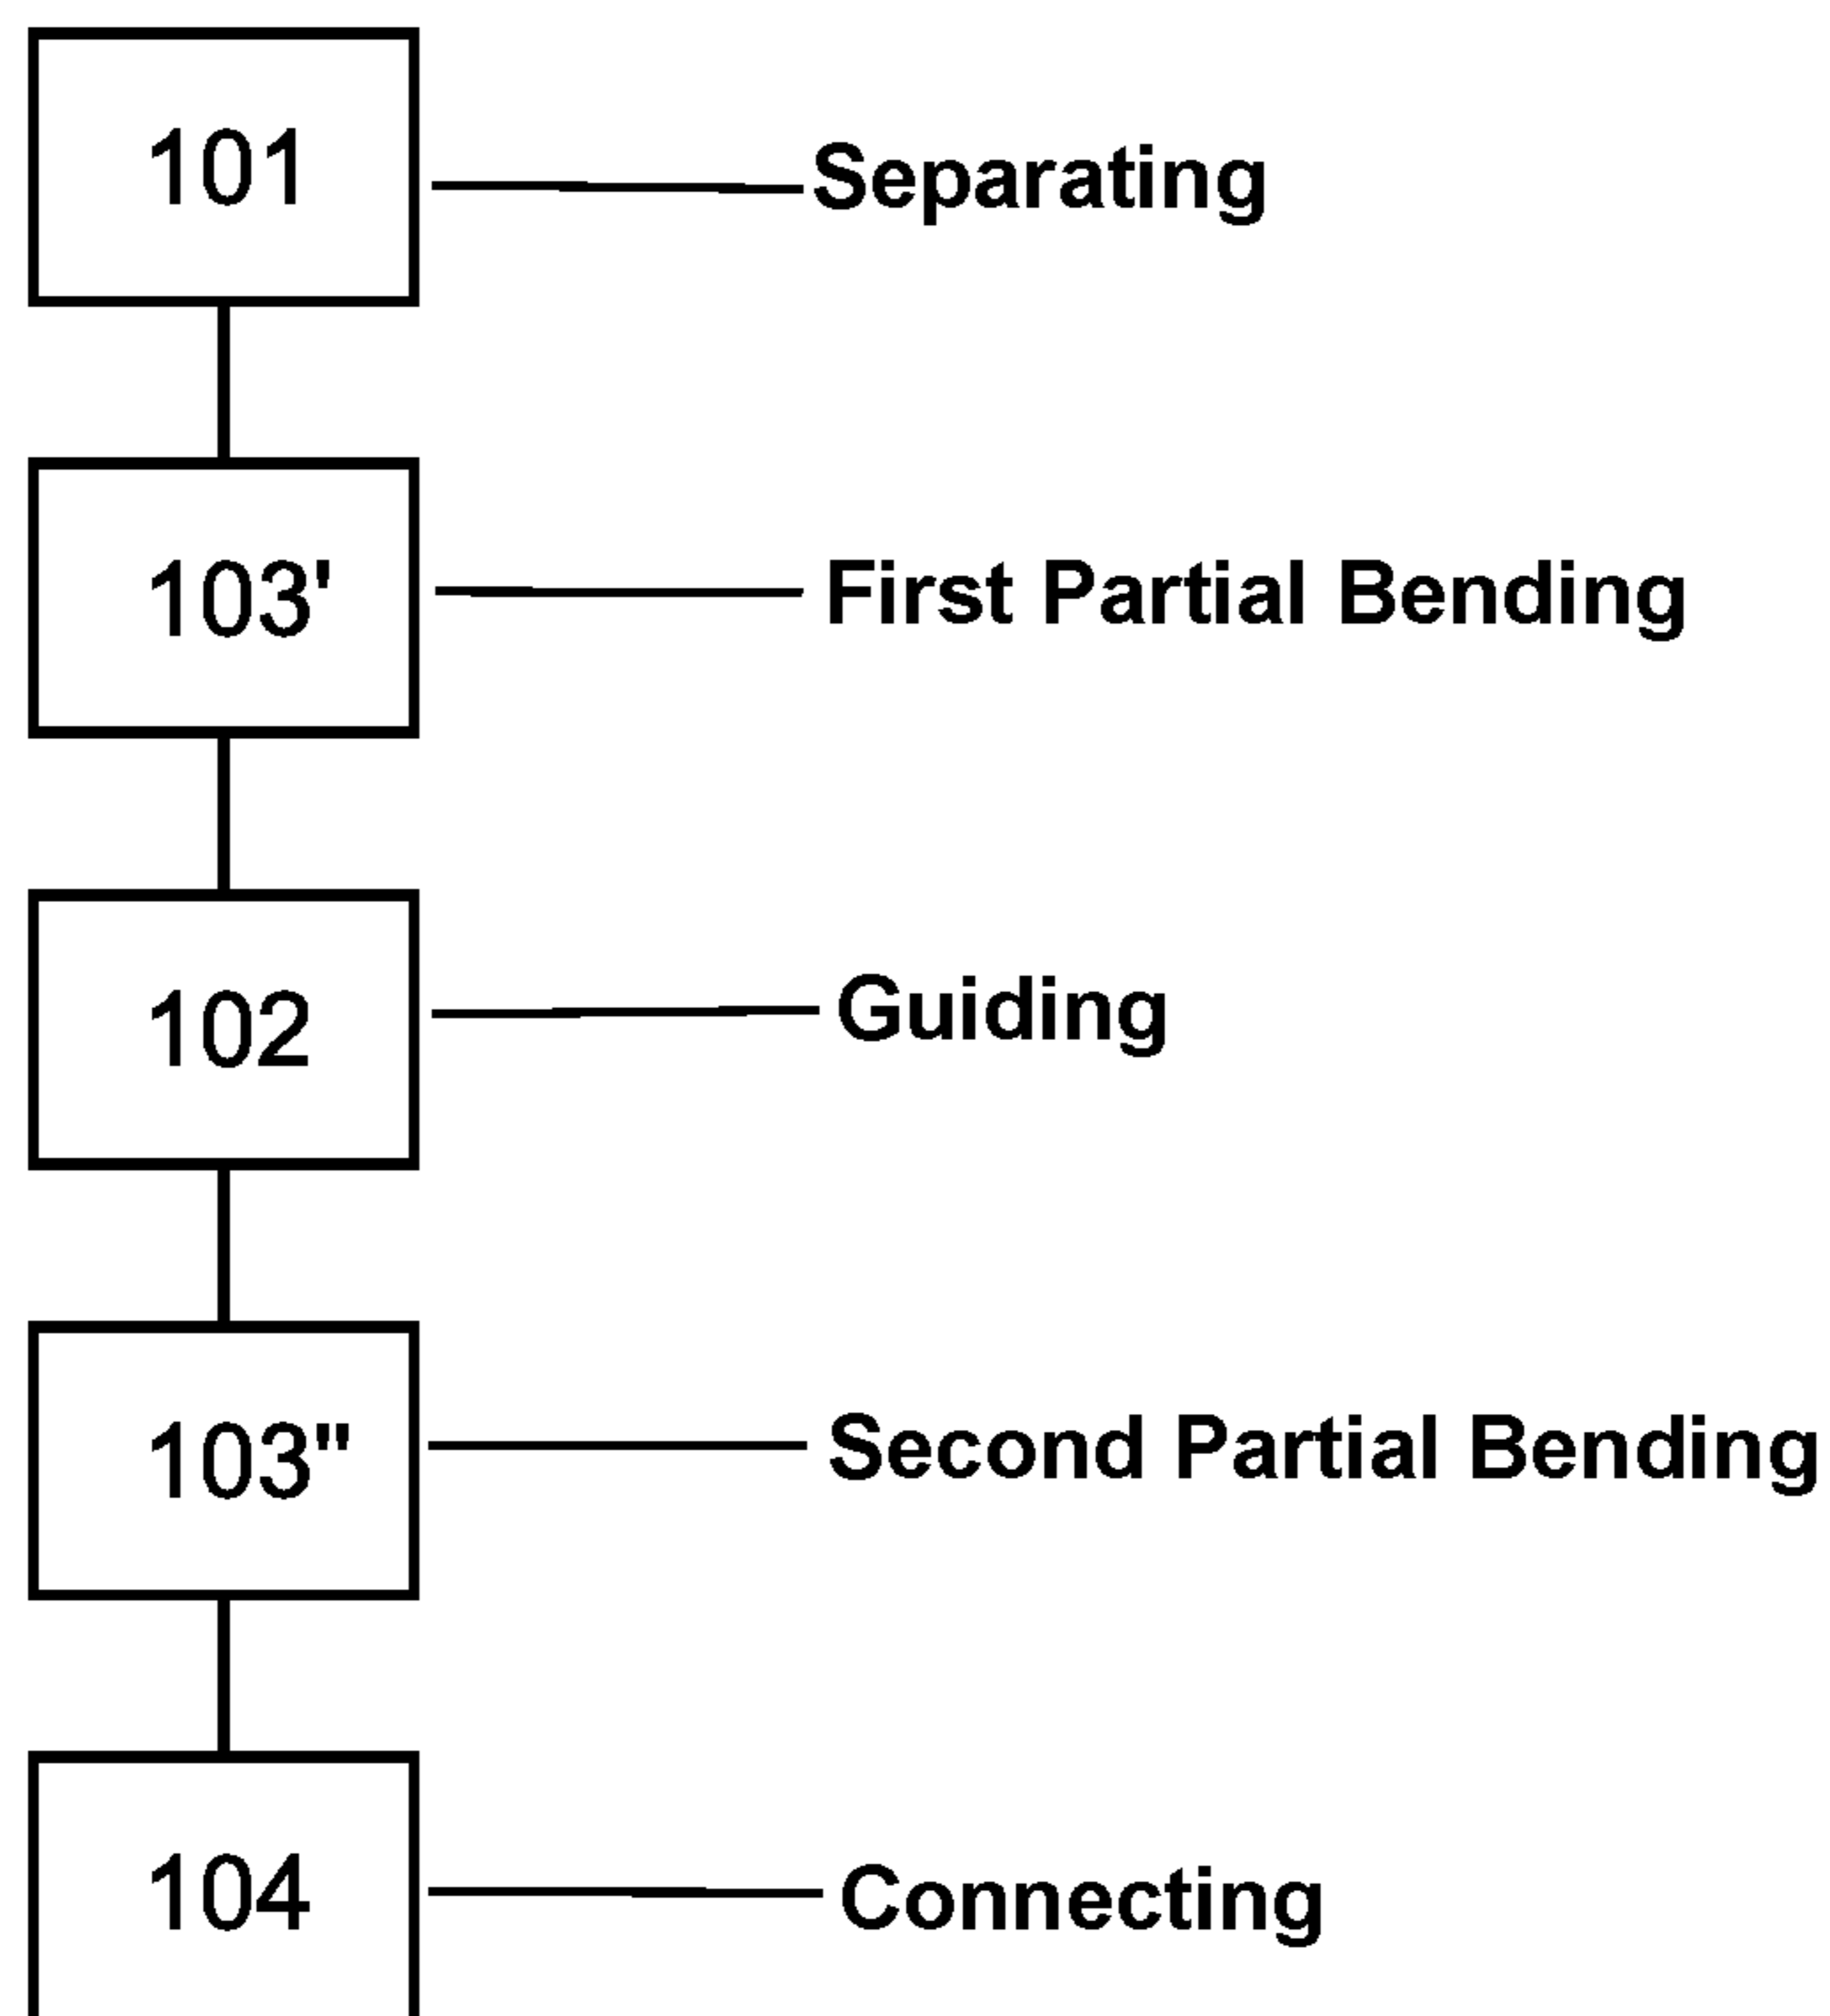 101 Separating
103' First Partial Bending
102 Guiding
103" Second Partial Bending
104 Connecting